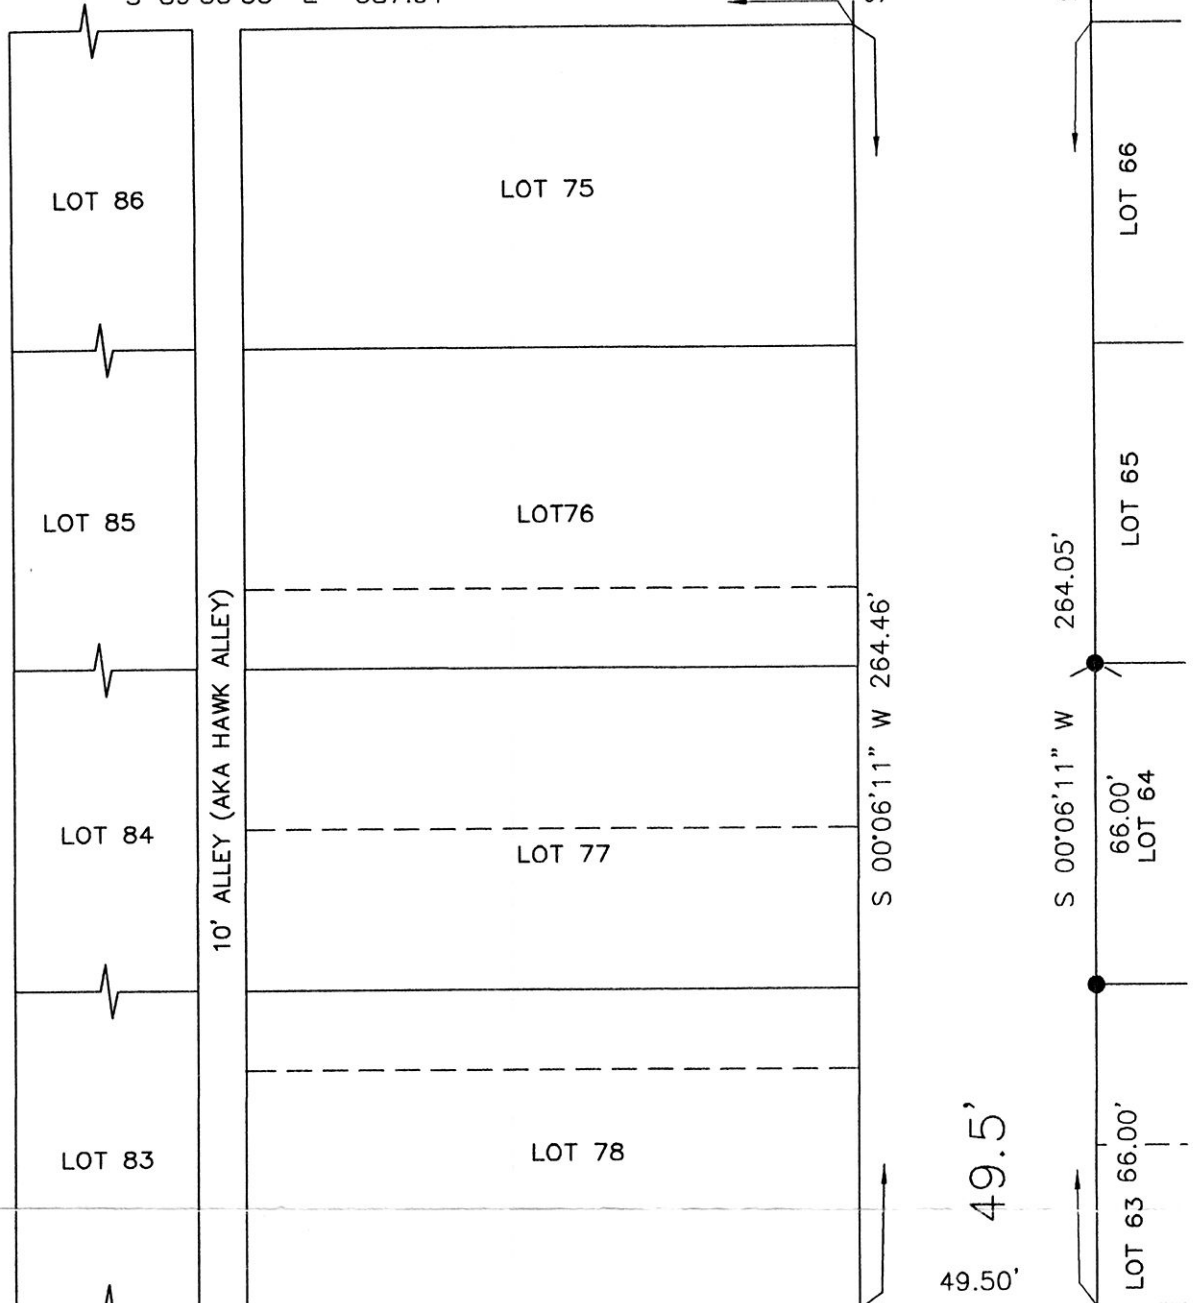 LOT 86
LOT 75
LOT 66
LOT 85
LOT76
LOT 65
10' ALLEY (AKA HAWK ALLEY)
S 00°06'11" W 264.46'
S 00°06'11" W 264.05'
LOT 84
LOT 77
66.00'
LOT 64
LOT 83
LOT 78
49.5'
49.50'
LOT 63 66.00'